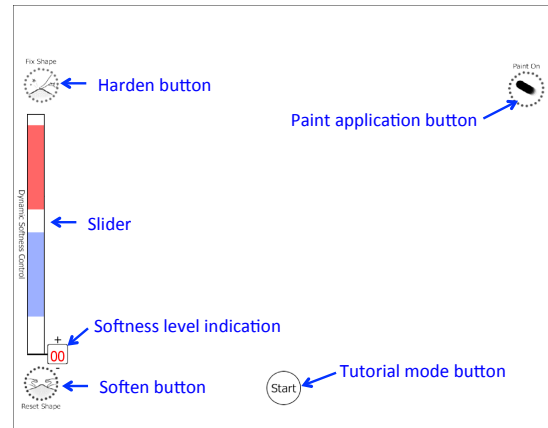 Fix Shape
Paint On
Harden button
Paint application button
Dynamic Softness Control
Slider
Softness level indication
+
00
-
Soften button
Reset Shape
Start
Tutorial mode button